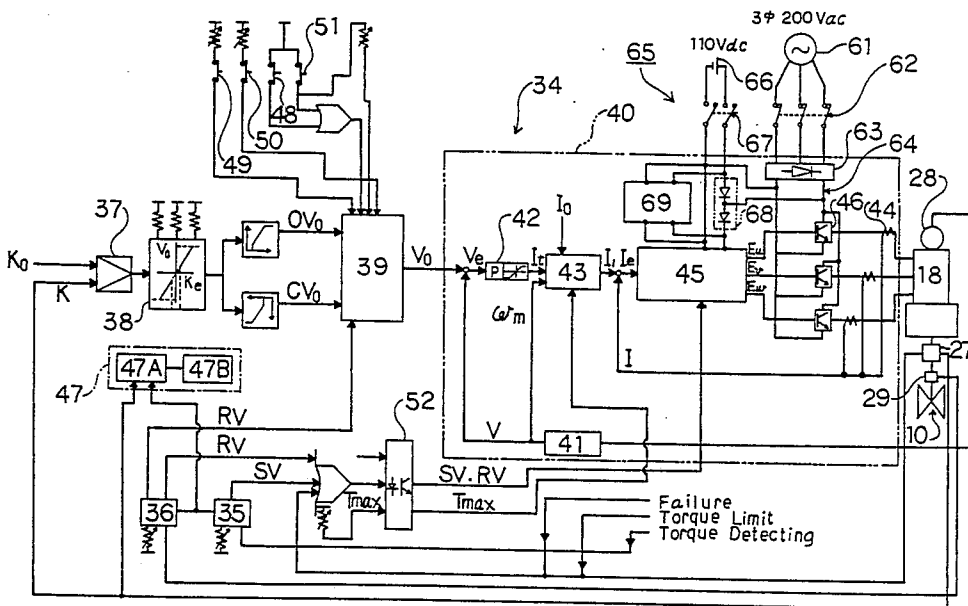 3Φ 200Vac
61
110Vdc
62
65
66
51
34
40
67
63
64
48
50
49
28
37
69
68
46
44
OV₀
V₀
42
I₀
K₀
39
V₀
Ve
P
It
43
I₁
Ie
45
Eu
Ev
Ew
18
K
Ke
CV₀
38
ωm
27
47A
47B
I
47
29
52
RV
V
41
10
RV
SV
SV.RV
Tmax
Tmax
36
35
Failure
Torque Limit
Torque Detecting